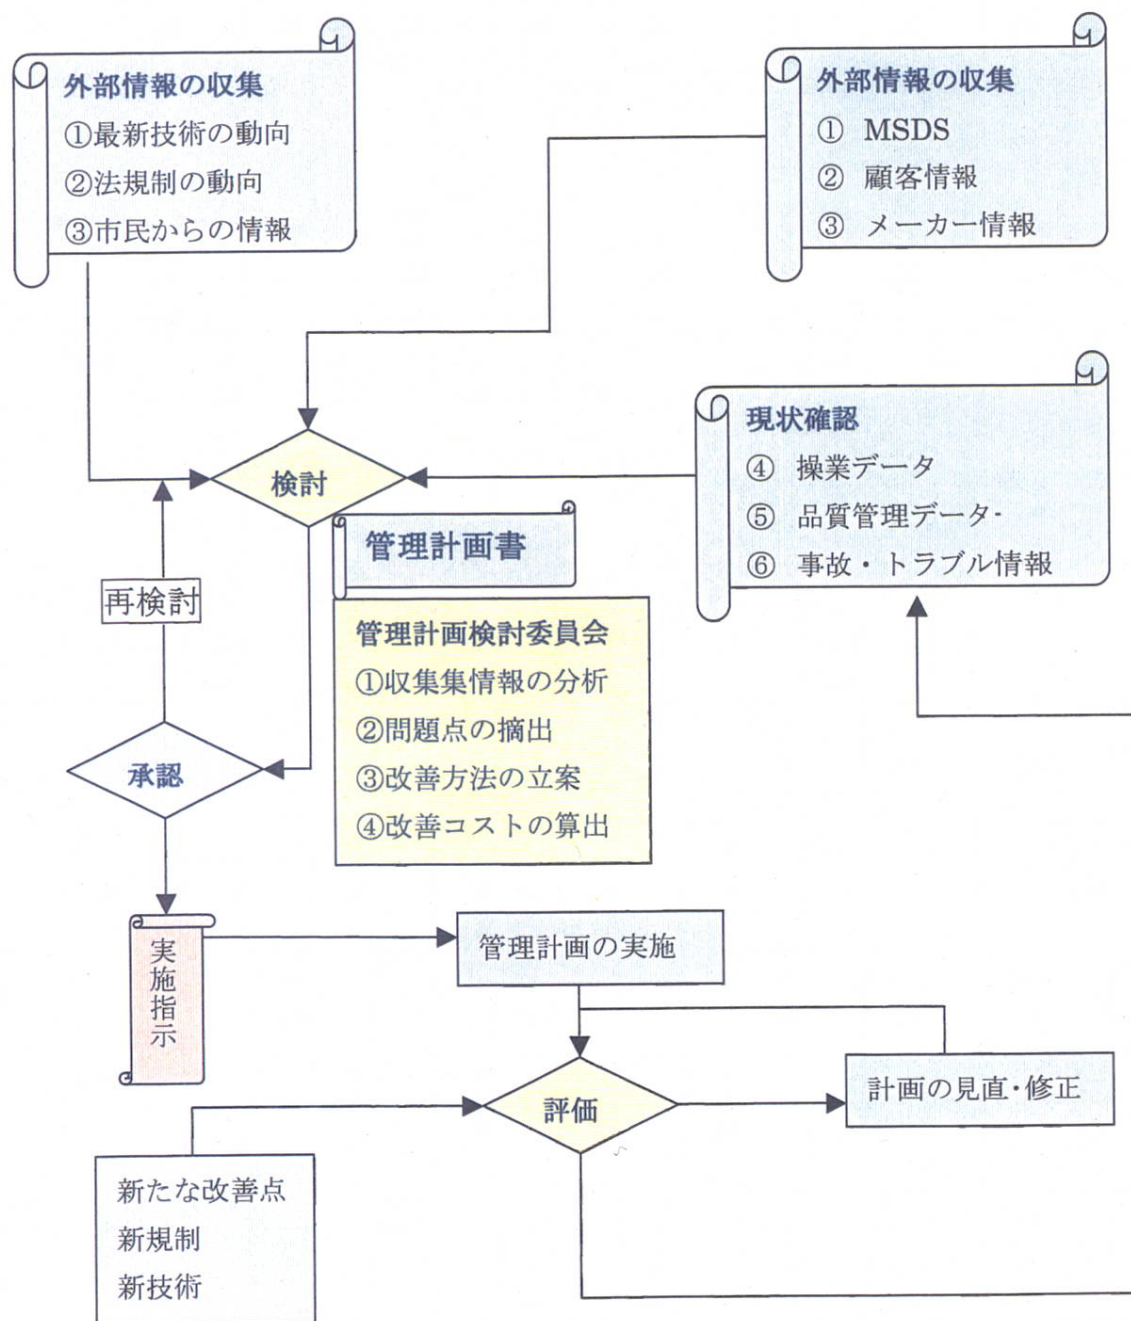 外部情報の収集
①最新技術の動向
②法規制の動向
③市民からの情報
外部情報の収集
① MSDS
② 顧客情報
③ メーカー情報
現状確認
④ 操業データ
⑤ 品質管理データ-
⑥ 事故・トラブル情報
検討
管理計画書
再検討
管理計画検討委員会
①収集集情報の分析
②問題点の摘出
③改善方法の立案
④改善コストの算出
承認
実施指示
管理計画の実施
計画の見直・修正
評価
新たな改善点
新規制
新技術